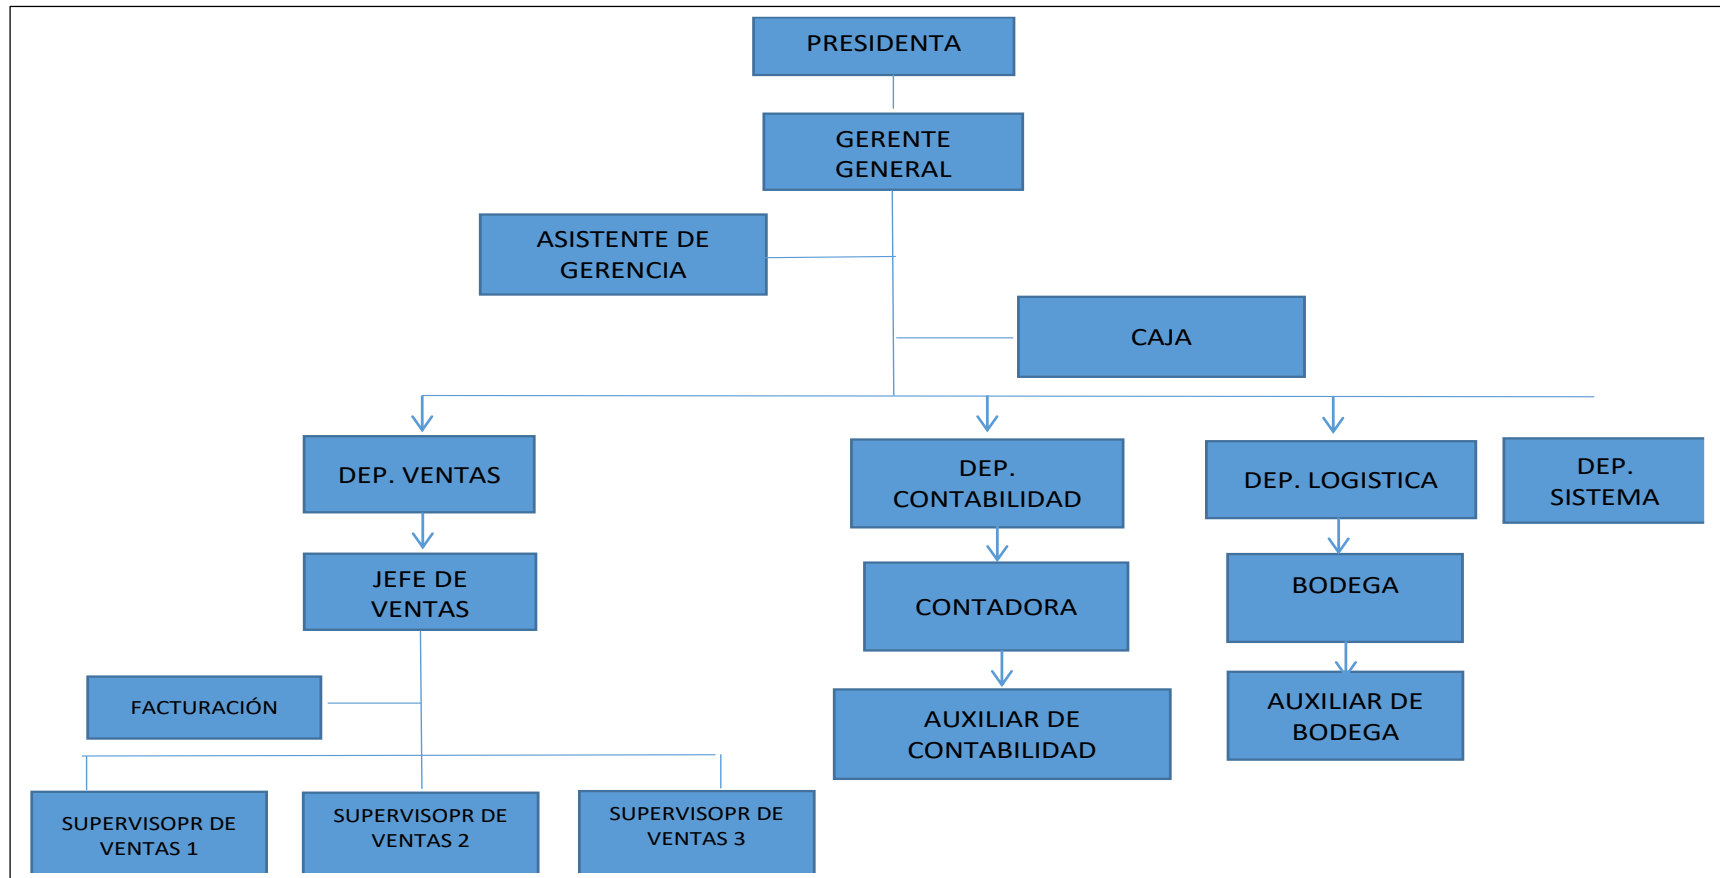 PRESIDENTA
GERENTE
GENERAL
ASISTENTE DE
GERENCIA
CAJA
DEP. VENTAS
DEP.
CONTABILIDAD
DEP. LOGISTICA
DEP.
SISTEMA
JEFE DE
VENTAS
CONTADORA
BODEGA
FACTURACIÓN
AUXILIAR DE
CONTABILIDAD
AUXILIAR DE
BODEGA
SUPERVISOPR DE
VENTAS 1
SUPERVISOPR DE
VENTAS 2
SUPERVISOPR DE
VENTAS 3